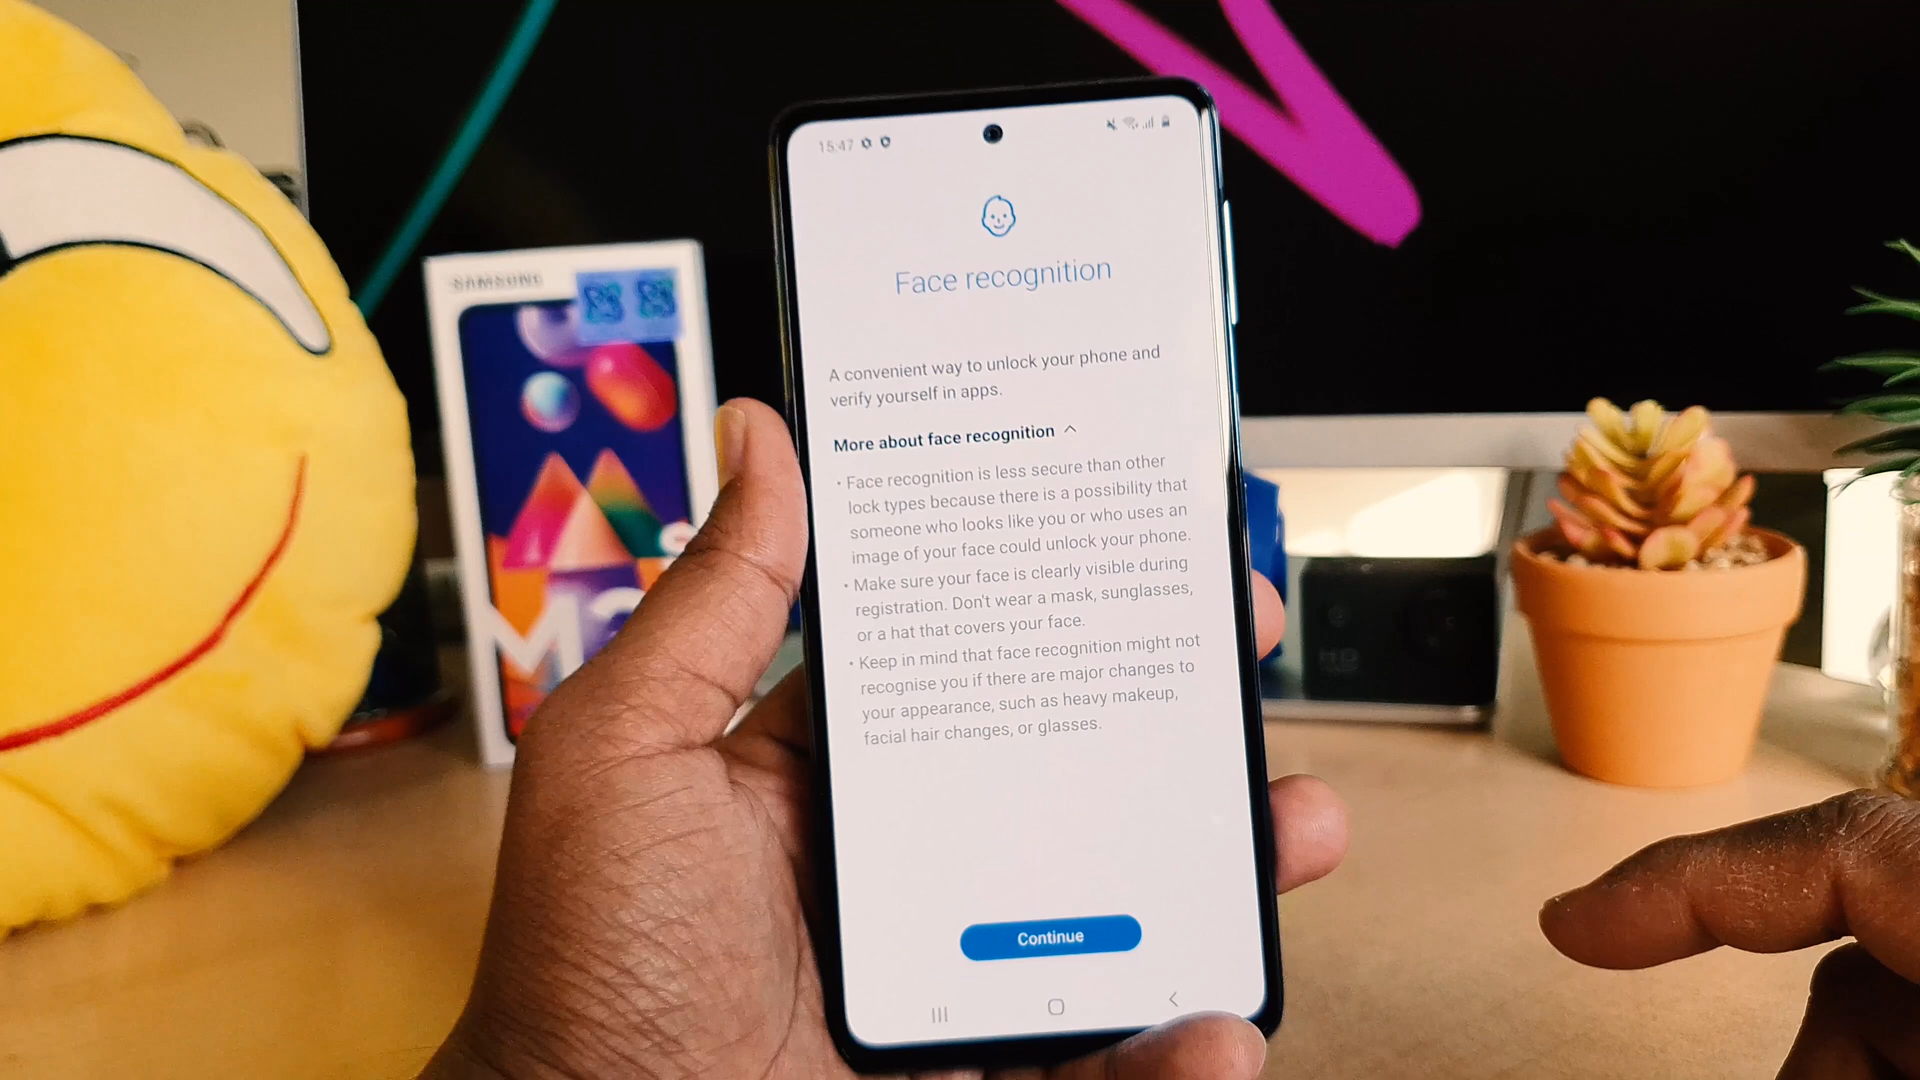 SAMSUNG
15:47
Face recognition
A convenient way to unlock your phone and
verify yourself in apps.
More about face recognition
• Face recognition is less secure than other
lock types because there is a possibility that
someone who looks like you or who uses an
image of your face could unlock your phone.
• Make sure your face is clearly visible during
registration. Don't wear a mask, sunglasses,
or a hat that covers your face.
• Keep in mind that face recognition might not
recognise you if there are major changes to
your appearance, such as heavy makeup,
facial hair changes, or glasses.
Continue